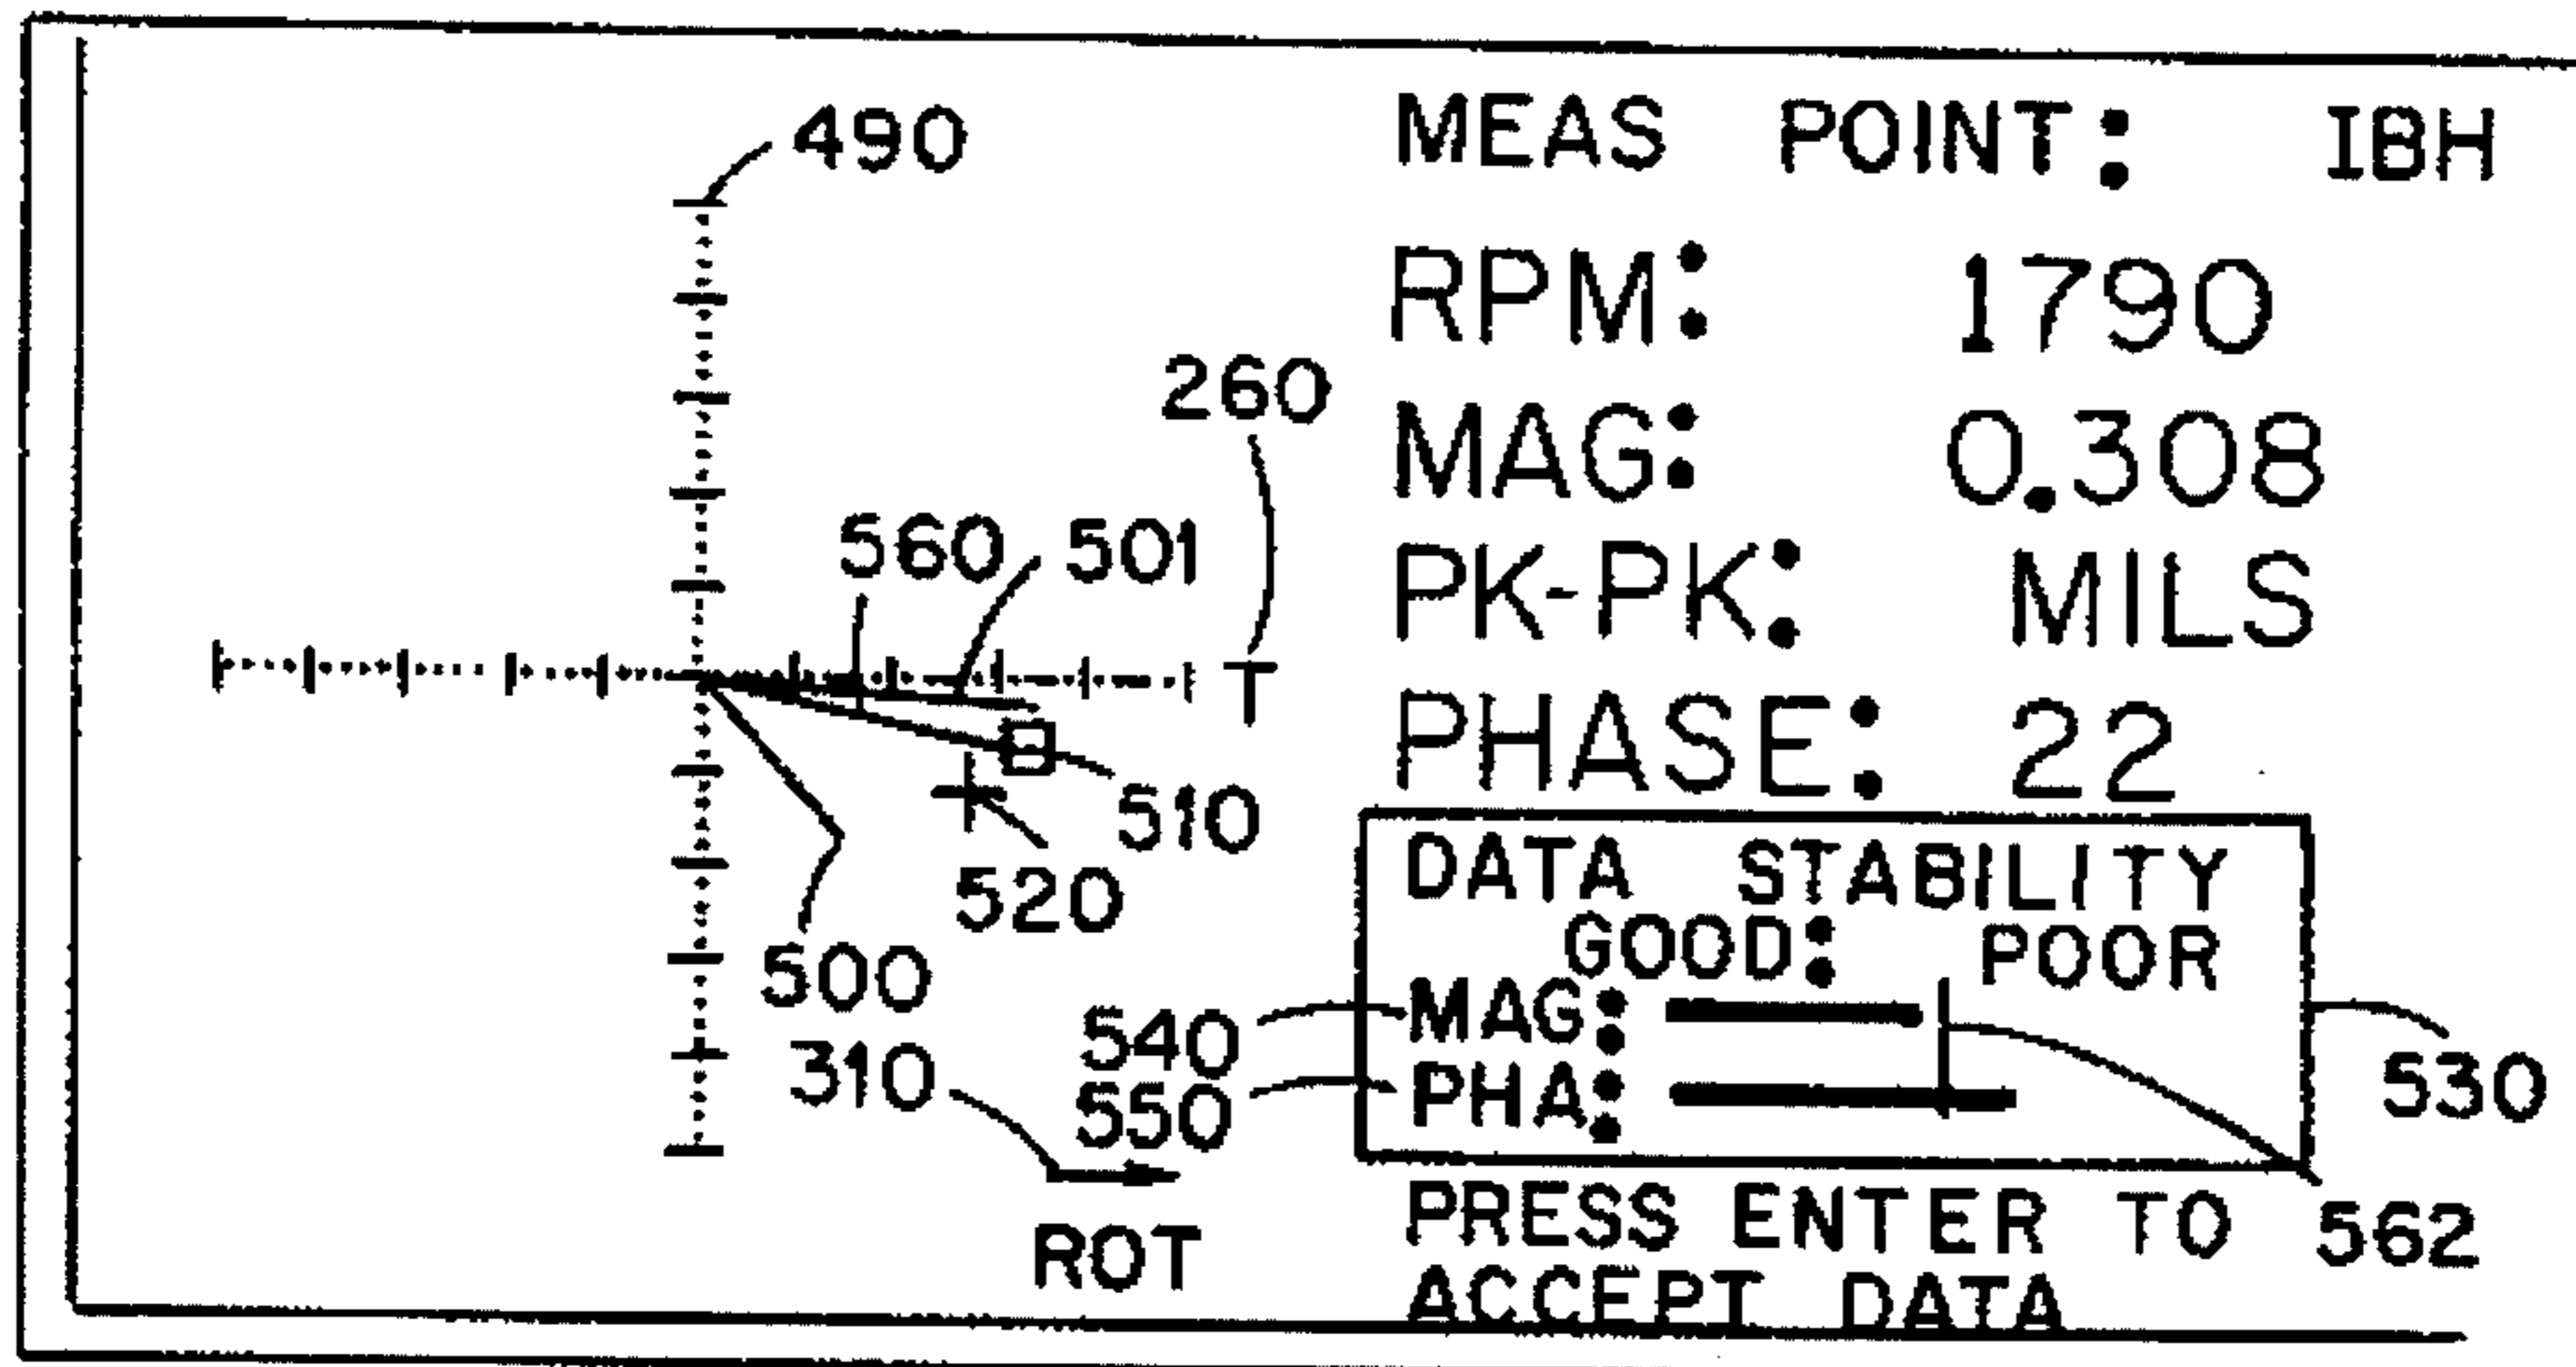 490
MEAS POINT: IBH
RPM: 1790
260
MAG: 0.308
560 501
PK-PK: MILS
T
PHASE: 22
510
520
500
DATA STABILITY
GOOD: POOR
540 MAG:
550 PHA:
530
310
ROT
PRESS ENTER TO
562
ACCEPT DATA